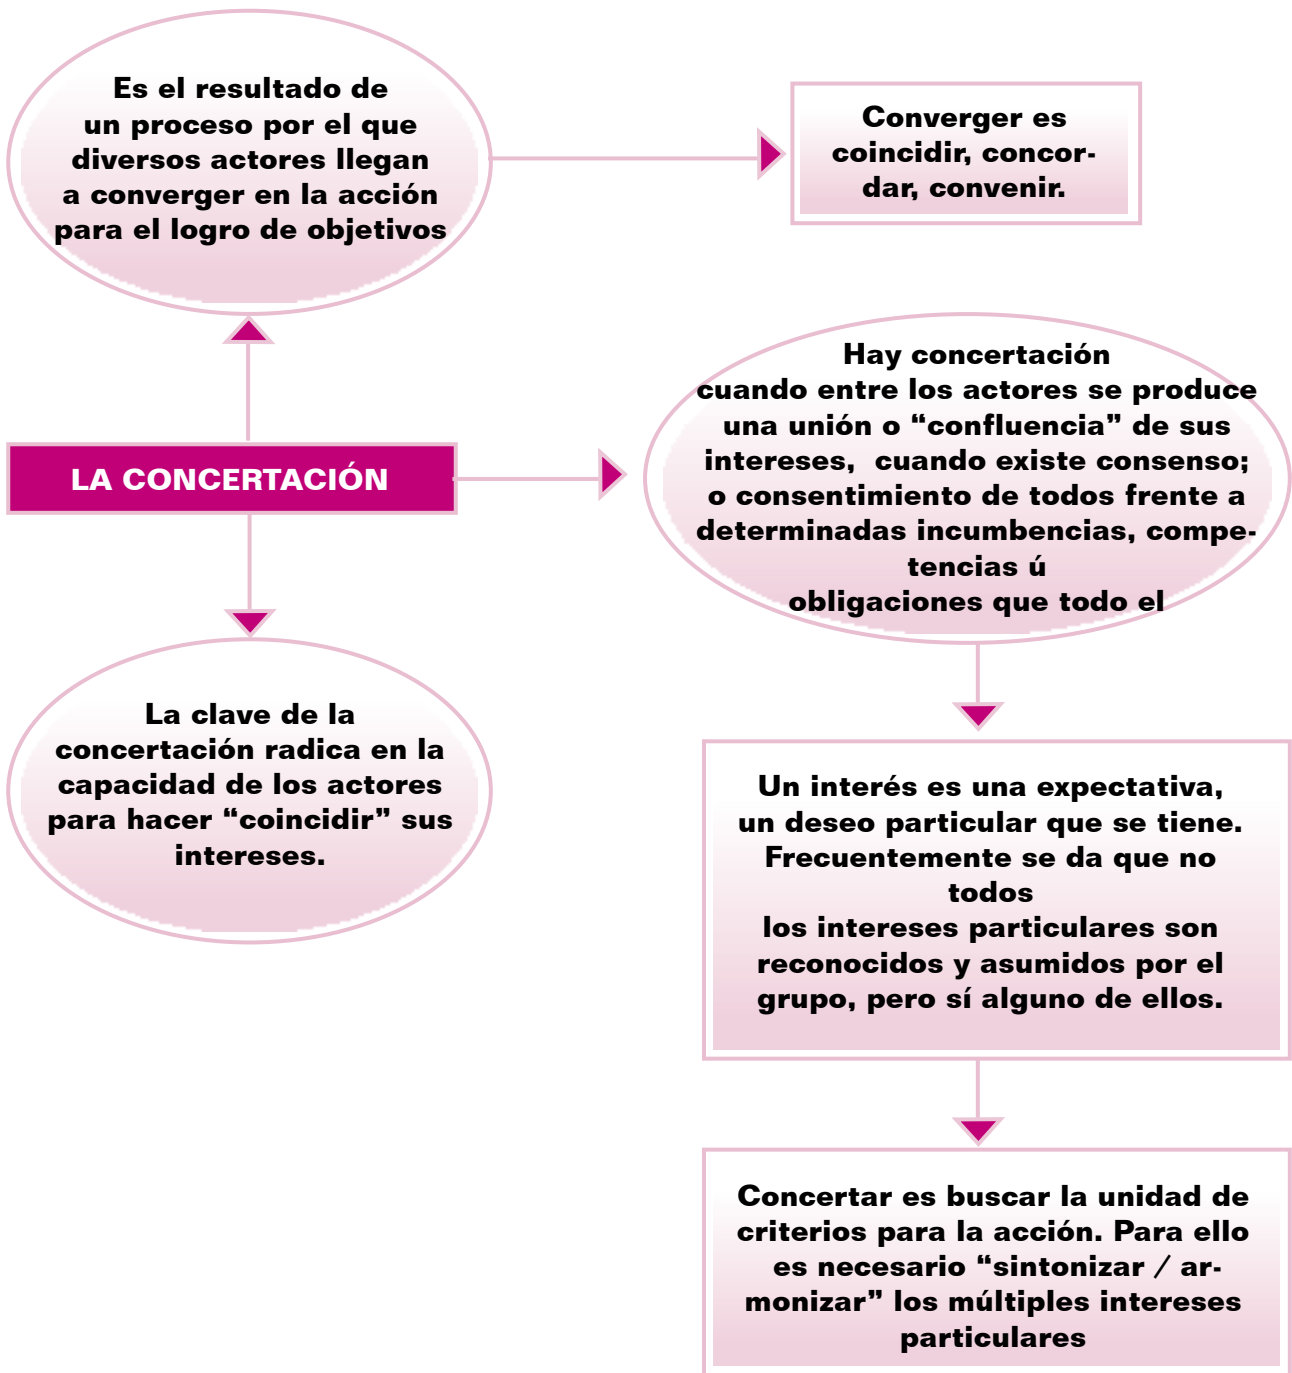 Es el resultado de
un proceso por el que
diversos actores llegan
a converger en la acción
para el logro de objetivos
Converger es
coincidir, concor-
dar, convenir.
LA CONCERTACIÓN
Hay concertación
cuando entre los actores se produce
una unión o “confluencia” de sus
intereses,  cuando existe consenso;
o consentimiento de todos frente a
determinadas incumbencias, compe-
tencias ú
obligaciones que todo el
La clave de la
concertación radica en la
capacidad de los actores
para hacer “coincidir” sus
intereses.
Un interés es una expectativa,
un deseo particular que se tiene.
Frecuentemente se da que no
todos
los intereses particulares son
reconocidos y asumidos por el
grupo, pero sí alguno de ellos.
Concertar es buscar la unidad de
criterios para la acción. Para ello
es necesario “sintonizar / ar-
monizar” los múltiples intereses
particulares